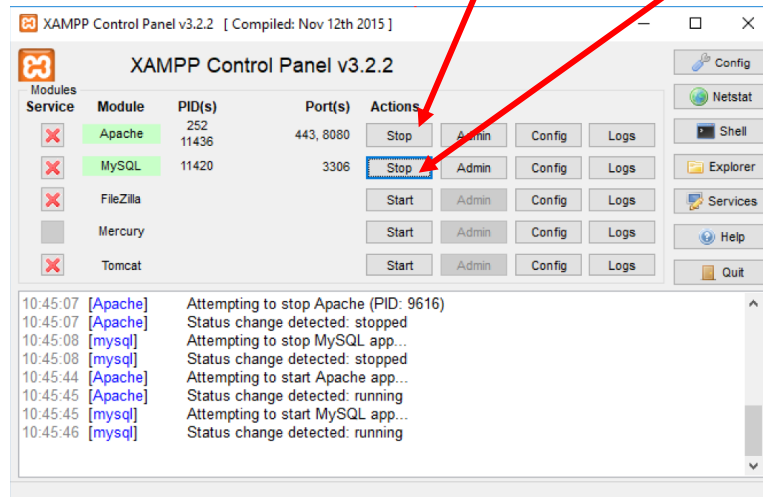 XAMPP Control Panel v3.2.2 [ Compiled: Nov 12th 2015 ]
XAMPP Control Panel v3.2.2
Config
Modules
Service Module PID(s) Port(s) Actions
Netstat
Apache 252 11436 443, 8080 Stop Admin Config Logs
Shell
MySQL 11420 3306 Stop Admin Config Logs
Explorer
FileZilla Start Admin Config Logs
Services
Mercury Start Admin Config Logs
Help
Tomcat Start Admin Config Logs
Quit
10:45:07 [Apache] Attempting to stop Apache (PID: 9616)
10:45:07 [Apache] Status change detected: stopped
10:45:08 [mysql] Attempting to stop MySQL app...
10:45:08 [mysql] Status change detected: stopped
10:45:44 [Apache] Attempting to start Apache app...
10:45:45 [Apache] Status change detected: running
10:45:45 [mysql] Attempting to start MySQL app...
10:45:46 [mysql] Status change detected: running